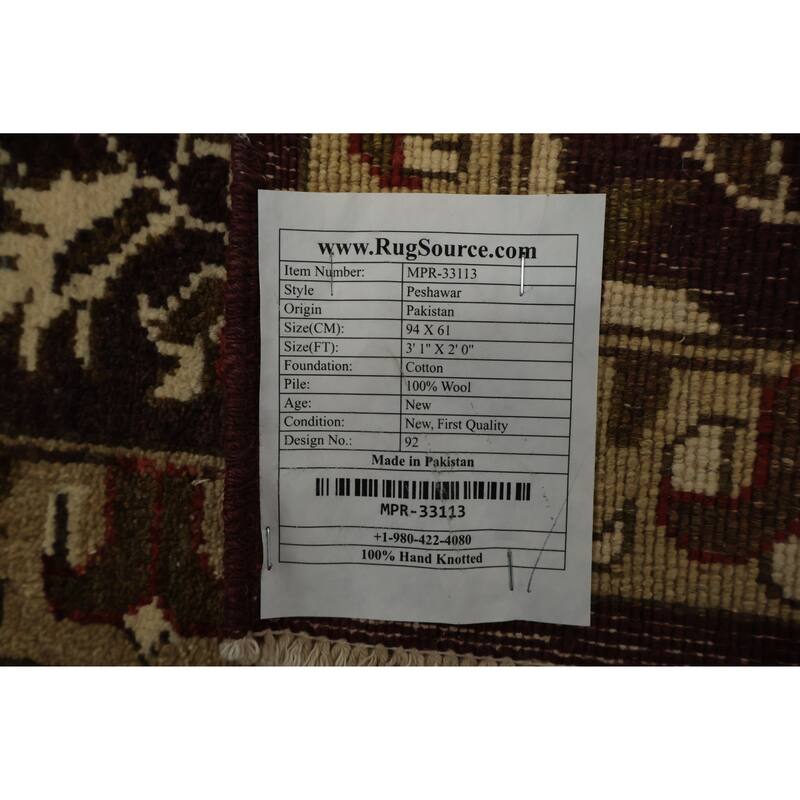 www.RugSource.com
Item Number: MPR-33113
Style Peshawar
Origin Pakistan
Size(CM): 94 X 61
Size(FT): 3' 1" X 2' 0"
Foundation: Cotton
Pile: 100% Wool
Age: New
Condition: New, First Quality
Design No.: 92
Made in Pakistan
MPR-33113
+1-980-422-4080
100% Hand Knotted